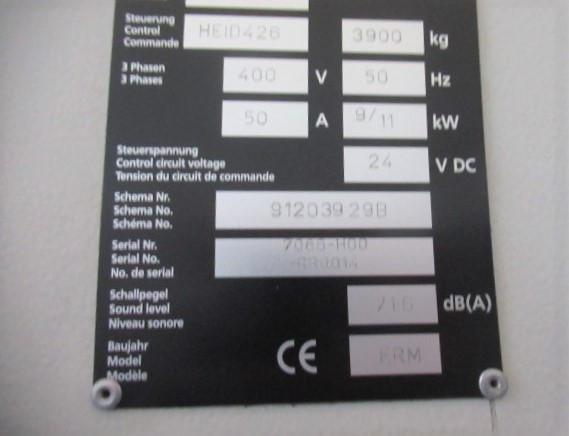 Steuerung
Control
Commande HEID426 3900 kg
3 Phasen
3 Phases 400 V 50 Hz
50 A 9/11 kW
Steuerspannung
Control circuit voltage
Tension du circuit de commande 24 V DC
Schema Nr.
Schema No.
Schéma No. 91203929B
Serial Nr.
Serial No.
No. de serial
Schallpegel
Sound level
Niveau sonore dB(A)
Baujahr
Model
Modèle CE